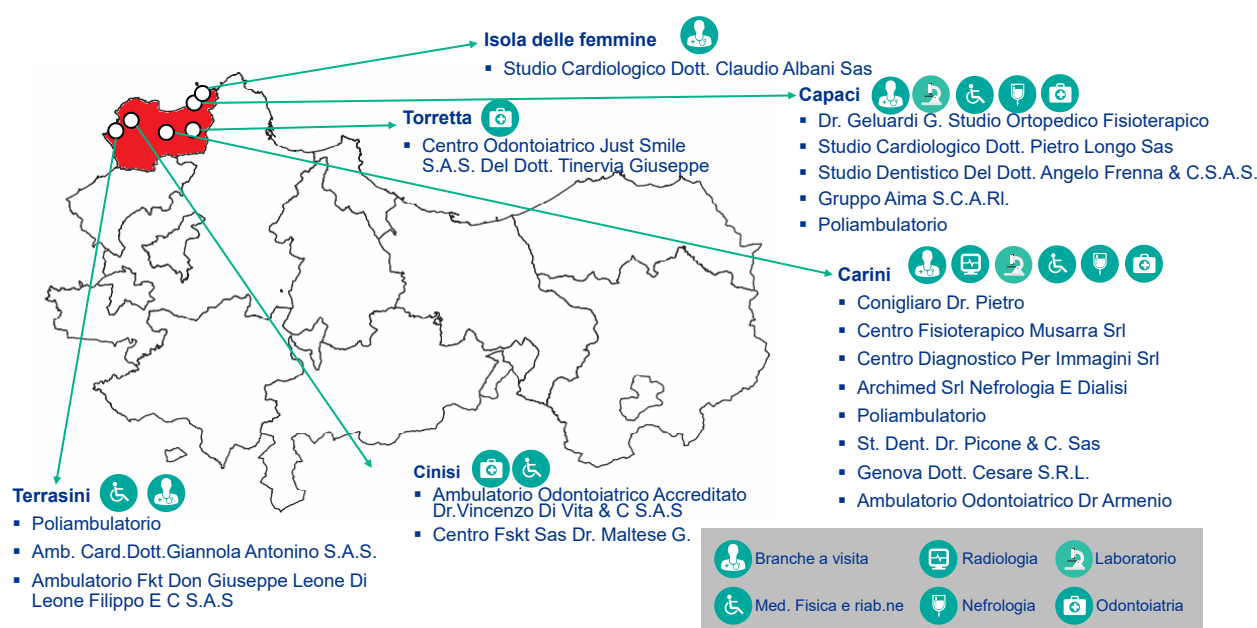 Isola delle femmine
▪ Studio Cardiologico Dott. Claudio Albani Sas
Capaci
▪ Dr. Geluardi G. Studio Ortopedico Fisioterapico
▪ Studio Cardiologico Dott. Pietro Longo Sas
▪ Studio Dentistico Del Dott. Angelo Frenna & C.S.A.S.
▪ Gruppo Aima S.C.A.Rl.
▪ Poliambulatorio
Torretta
▪ Centro Odontoiatrico Just Smile
S.A.S. Del Dott. Tinervia Giuseppe
Carini
▪ Conigliaro Dr. Pietro
▪ Centro Fisioterapico Musarra Srl
▪ Centro Diagnostico Per Immagini Srl
▪ Archimed Srl Nefrologia E Dialisi
▪ Poliambulatorio
▪ St. Dent. Dr. Picone & C. Sas
▪ Genova Dott. Cesare S.R.L.
▪ Ambulatorio Odontoiatrico Dr Armenio
Cinisi
▪ Ambulatorio Odontoiatrico Accreditato
Dr.Vincenzo Di Vita & C S.A.S
▪ Centro Fskt Sas Dr. Maltese G.
Terrasini
▪ Poliambulatorio
▪ Amb. Card.Dott.Giannola Antonino S.A.S.
▪ Ambulatorio Fkt Don Giuseppe Leone Di
Leone Filippo E C S.A.S
Branche a visita
Radiologia
Laboratorio
Med. Fisica e riab.ne
Nefrologia
Odontoiatria